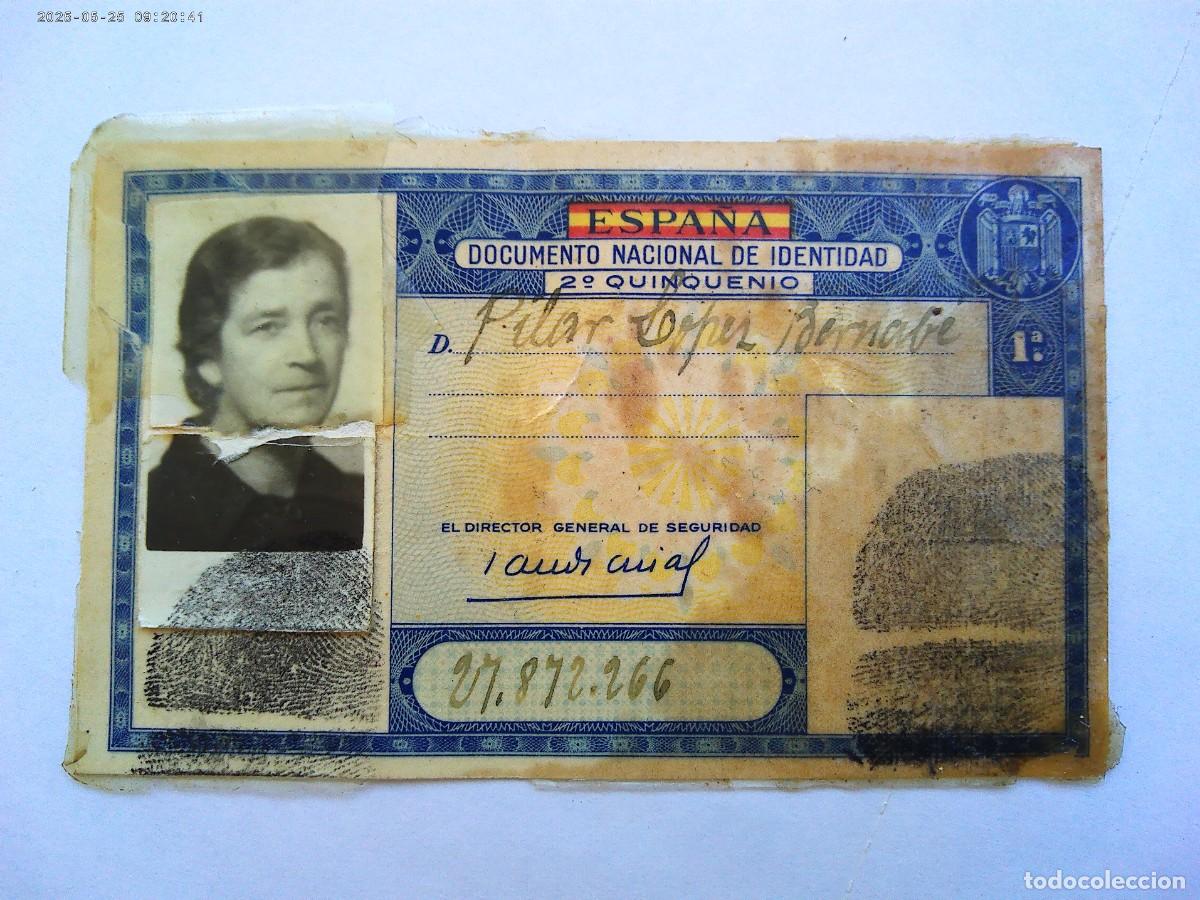 2025-05-25 09:20:41
ESPAÑA
DOCUMENTO NACIONAL DE IDENTIDAD
2º QUINQUENIO
D. Pilar López Bernabé
1ª.
EL DIRECTOR GENERAL DE SEGURIDAD
27.872.266
todocoleccion